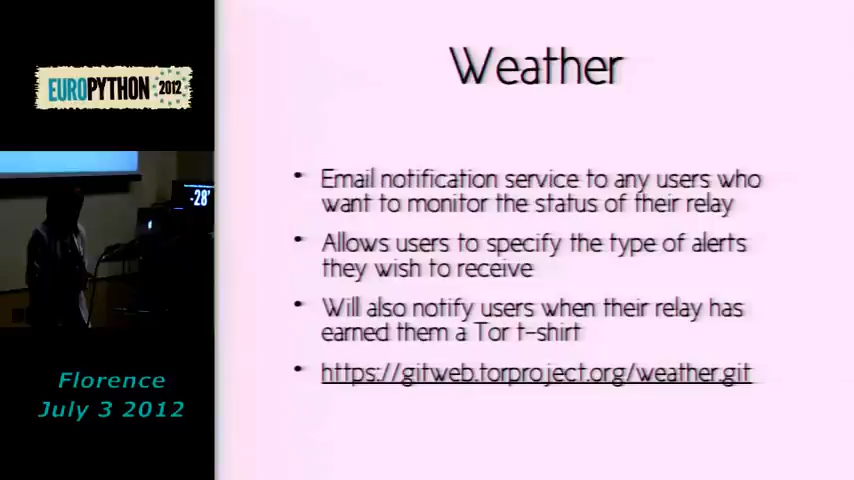 EUROPYTHON 2012
-28'
Florence
July 3 2012
Weather
• Email notification service to any users who
want to monitor the status of their relay
• Allows users to specify the type of alerts
they wish to receive
• Will also notify users when their relay has
earned them a Tor t-shirt
• https://gitweb.torproject.org/weather.git